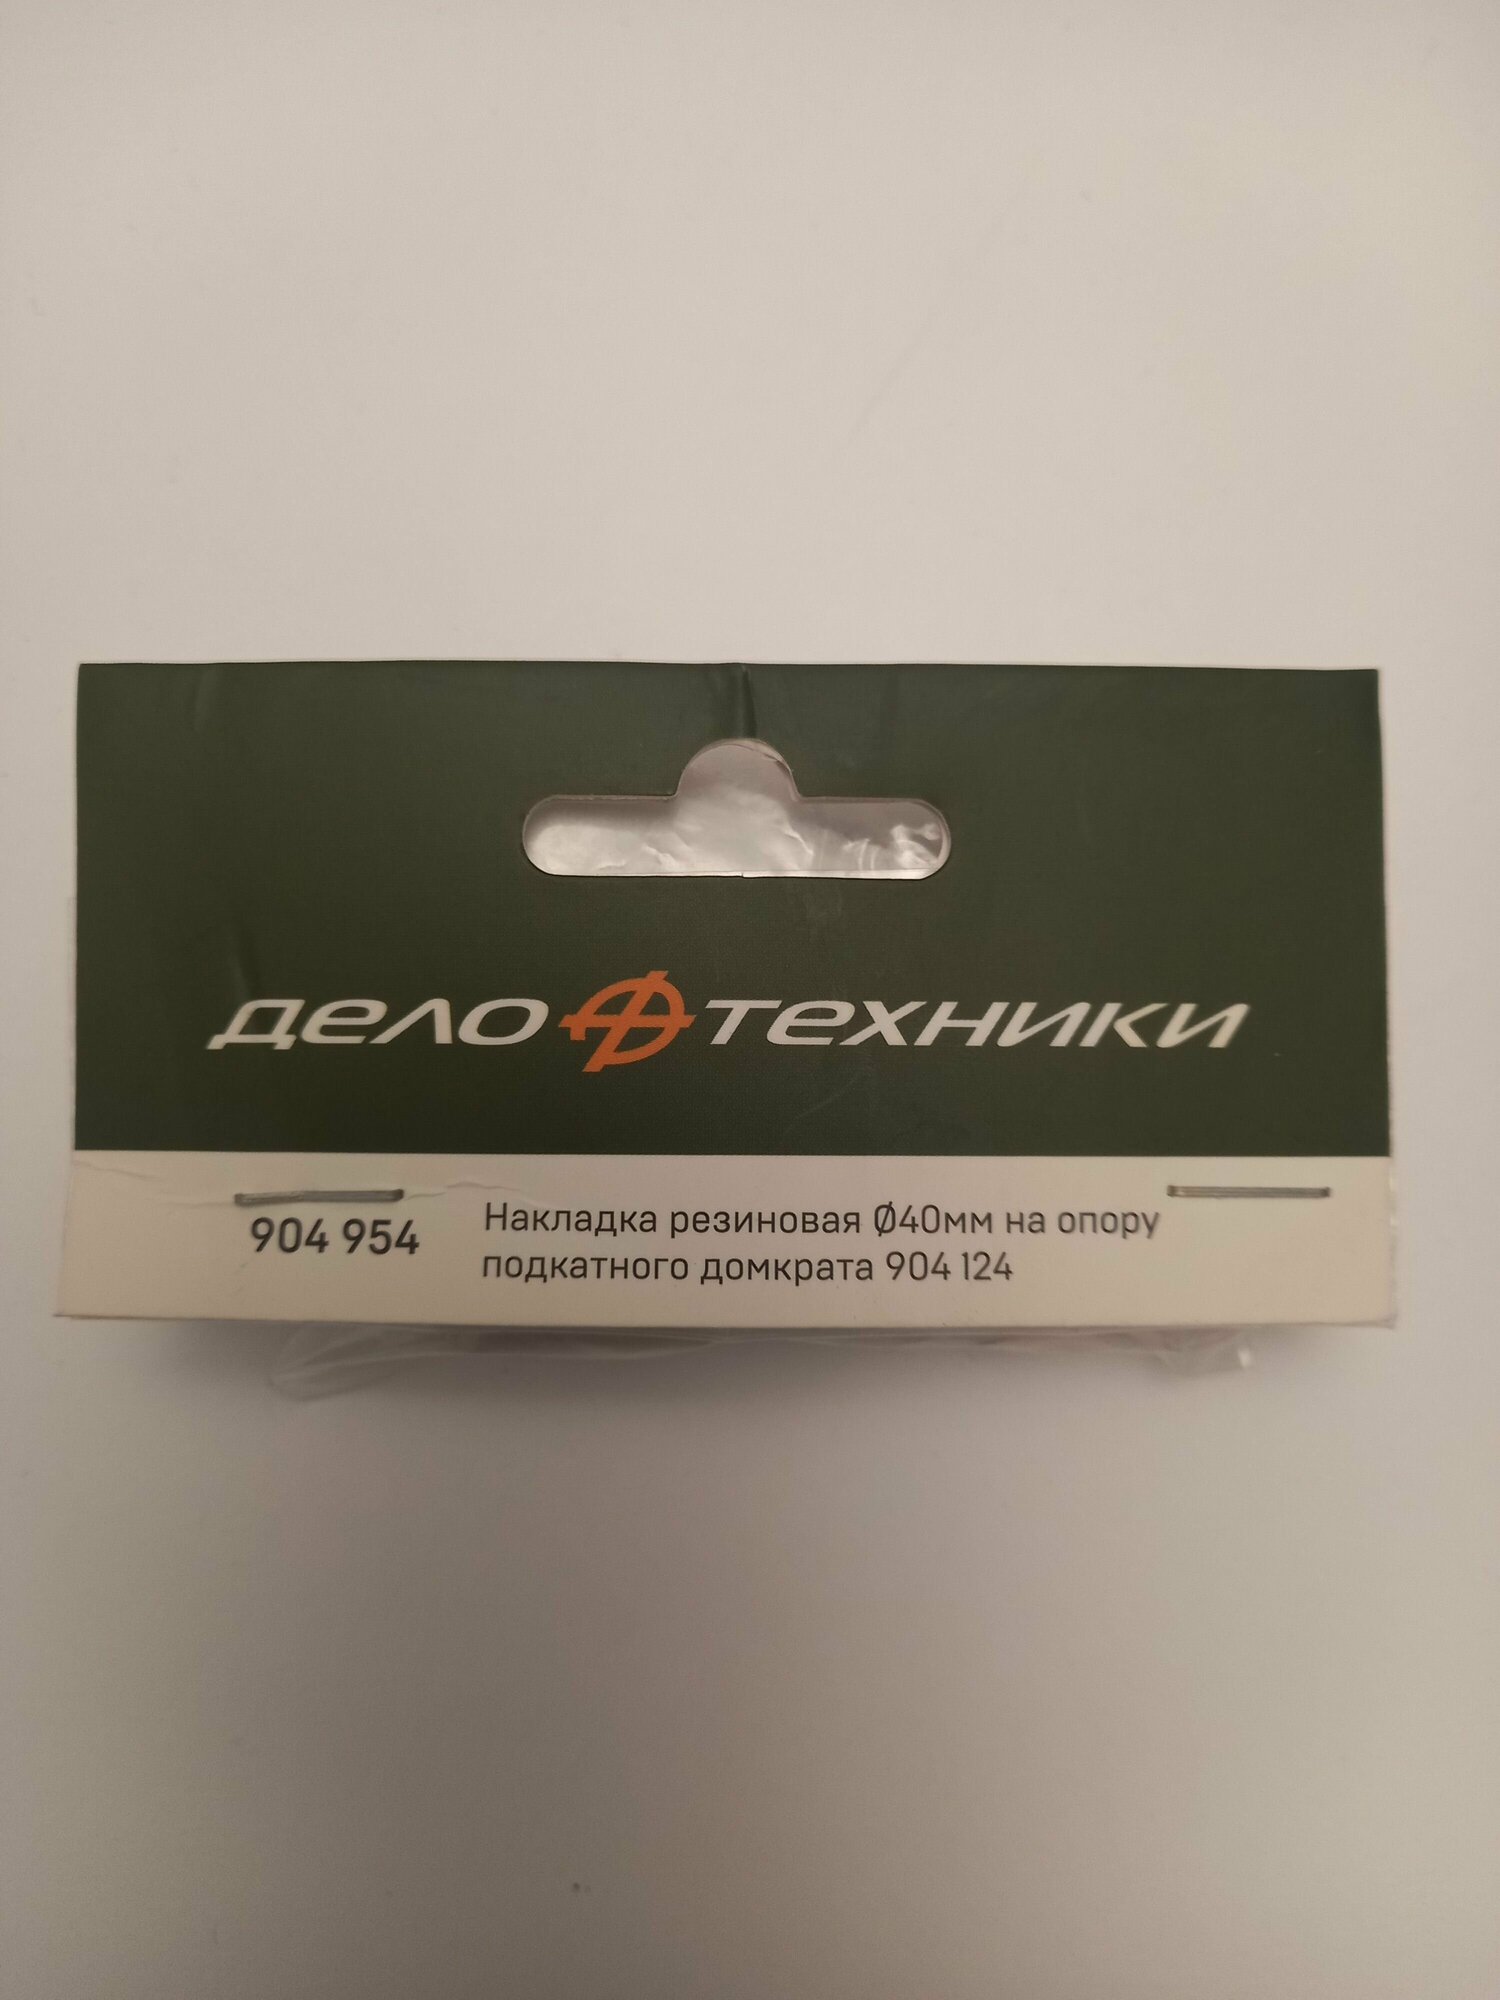 дело техники
904 954
Накладка резиновая Ø40мм на опору
подкатного домкрата 904 124